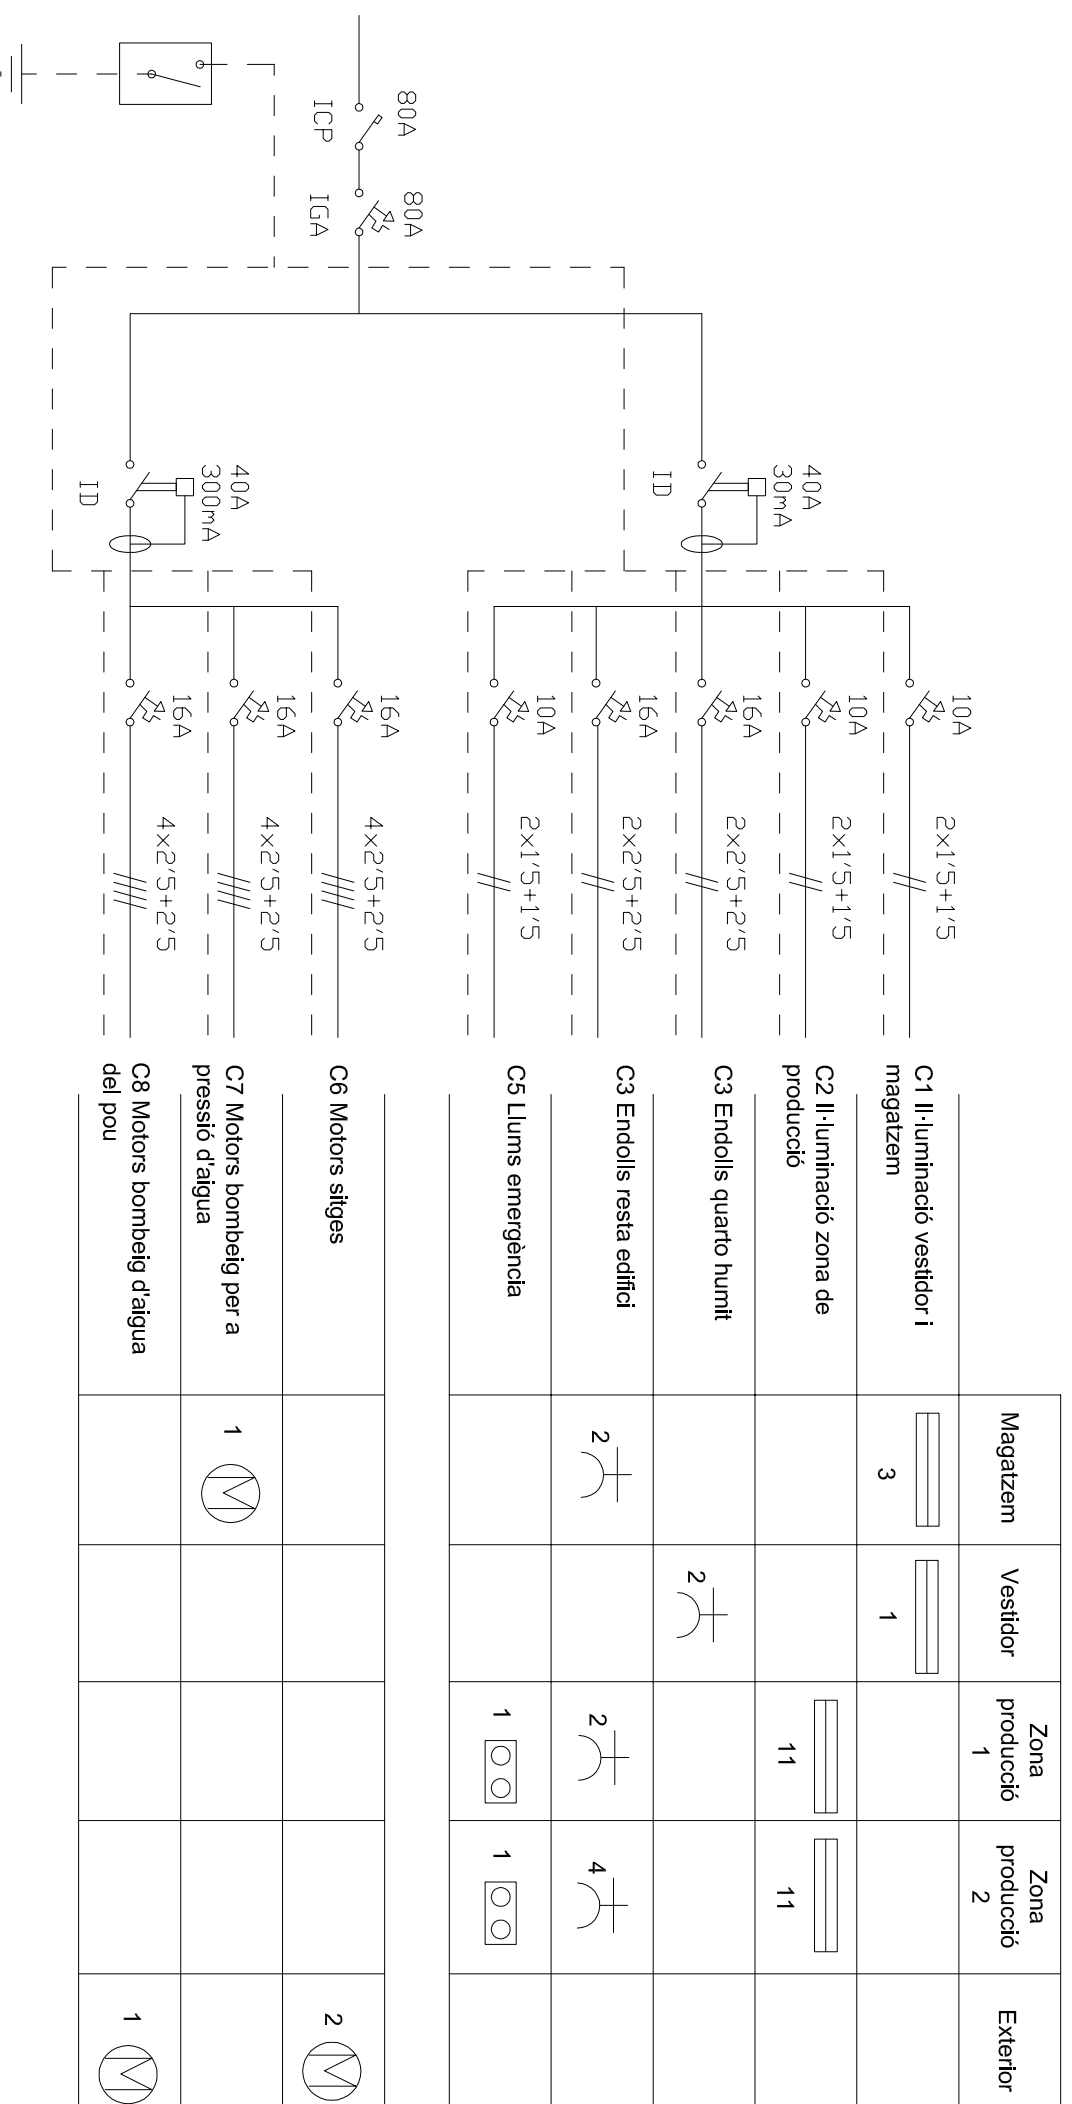 80A
ICP
80A
IGA
40A
30mA
ID
40A
300mA
ID
10A
2x1'5+1'5
10A
2x1'5+1'5
16A
2x2'5+2'5
16A
2x2'5+2'5
10A
2x1'5+1'5
16A
4x2'5+2'5
16A
4x2'5+2'5
16A
4x2'5+2'5
Magatzem
Vestidor
Zona
producció
1
Zona
producció
2
Exterior
C1 Il·luminació vestidor i
magatzem
3
1
C2 Il·luminació zona de
producció
11
11
C3 Endolls quarto humit
2
C3 Endolls resta edifici
2
2
4
C5 Llums emergència
1
1
C6 Motors sitges
2
M
C7 Motors bombeig per a
pressió d'aigua
1
M
C8 Motors bombeig d'aigua
del pou
1
M